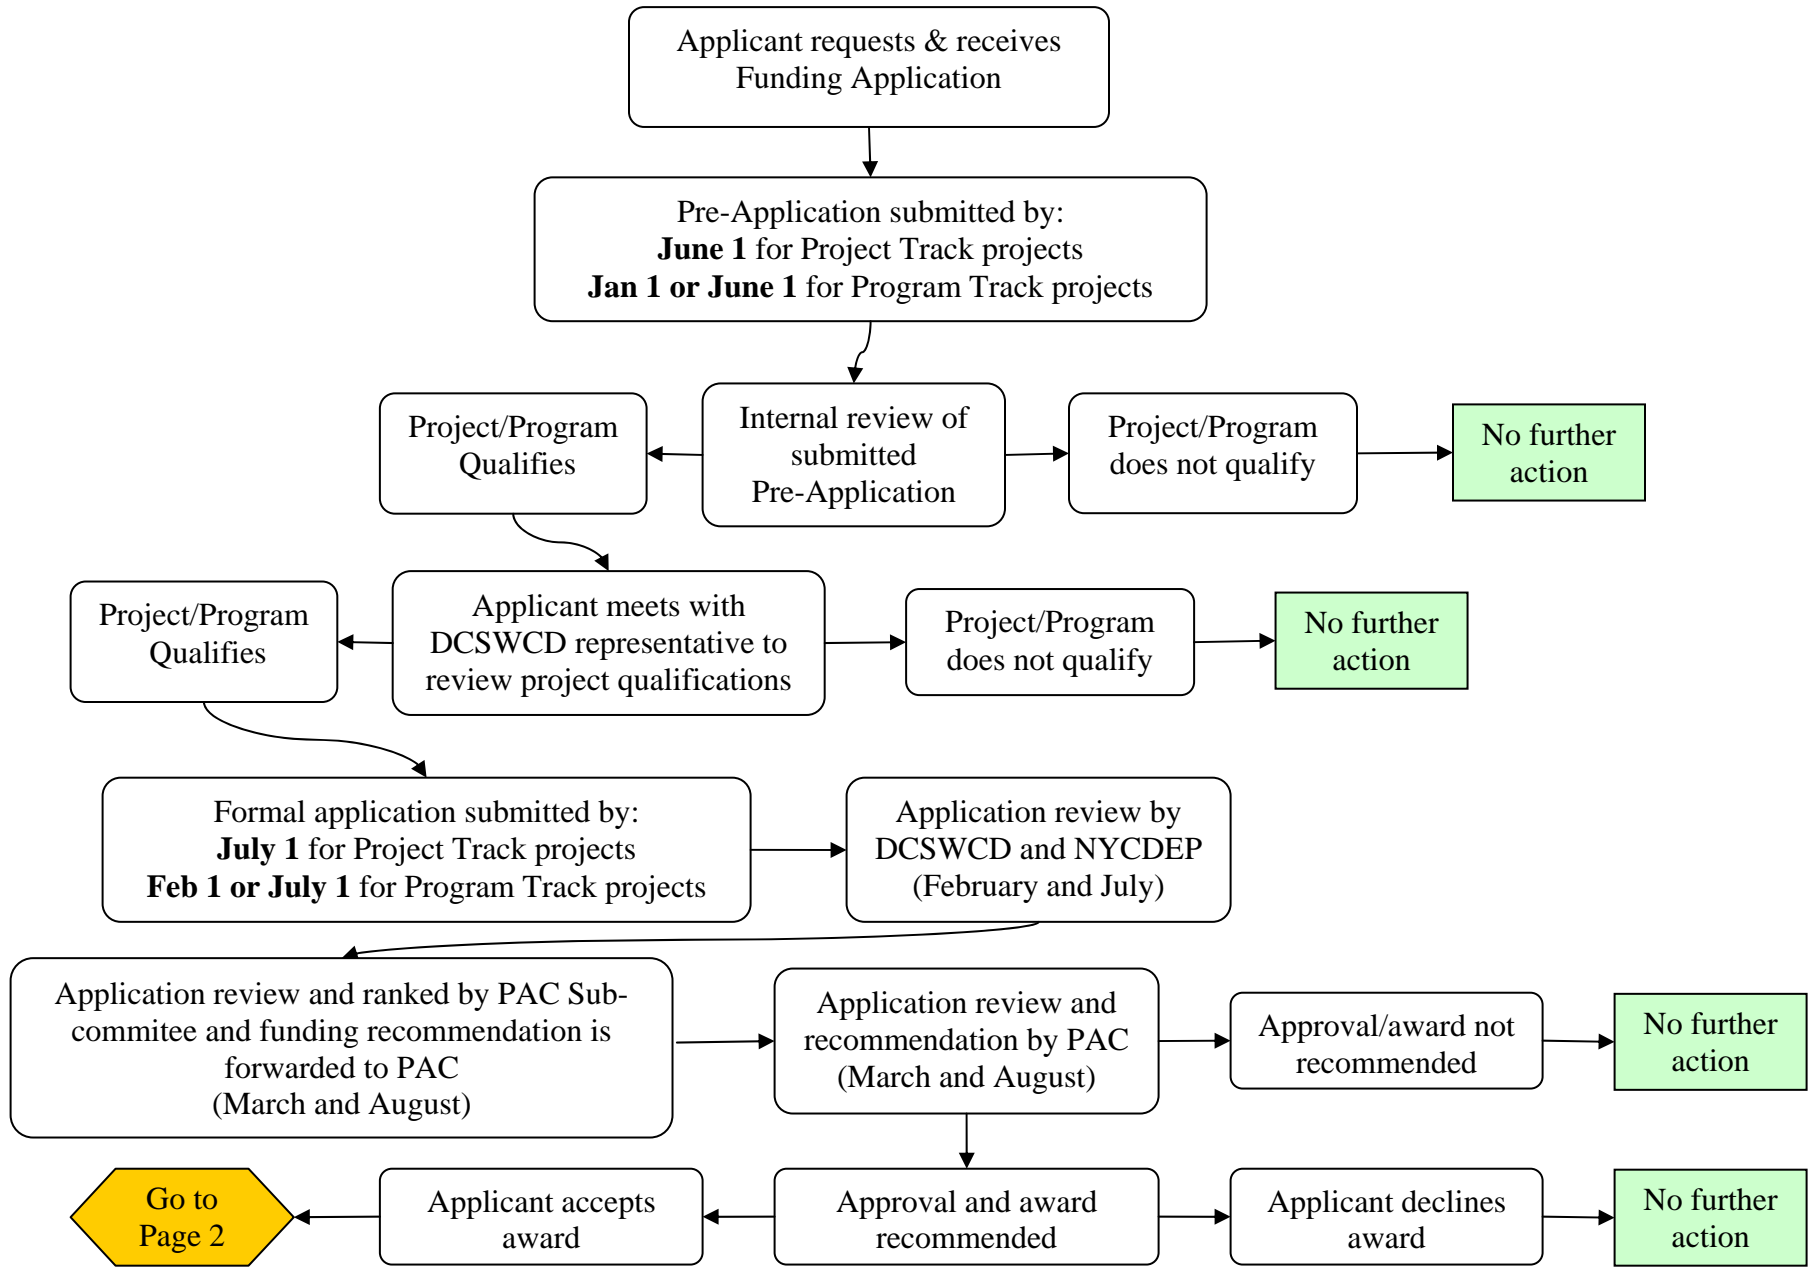 Applicant requests & receives
Funding Application
Pre-Application submitted by:
June 1 for Project Track projects
Jan 1 or June 1 for Program Track projects
Project/Program
Qualifies
Internal review of
submitted
Pre-Application
Project/Program
does not qualify
No further
action
Project/Program
Qualifies
Applicant meets with
DCSWCD representative to
review project qualifications
Project/Program
does not qualify
No further
action
Formal application submitted by:
July 1 for Project Track projects
Feb 1 or July 1 for Program Track projects
Application review by
DCSWCD and NYCDEP
(February and July)
Application review and ranked by PAC Sub-
commitee and funding recommendation is
forwarded to PAC
(March and August)
Application review and
recommendation by PAC
(March and August)
Approval/award not
recommended
No further
action
Go to
Page 2
Applicant accepts
award
Approval and award
recommended
Applicant declines
award
No further
action